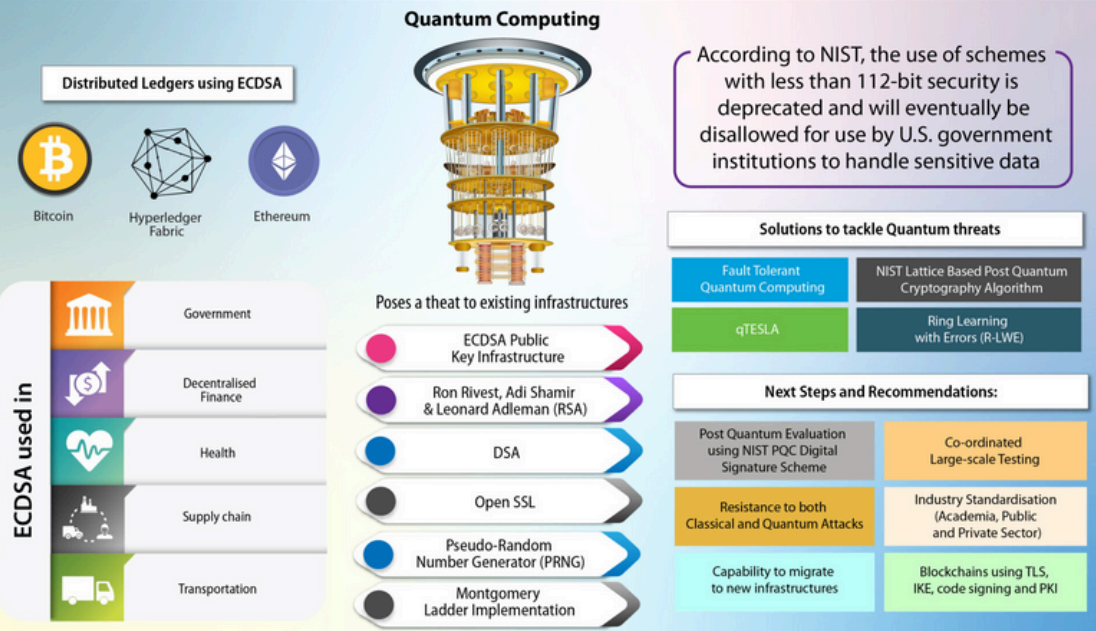 Quantum Computing
Distributed Ledgers using ECDSA
Bitcoin
Hyperledger
Fabric
Ethereum
ECDSA used in
Government
Decentralised
Finance
Health
Supply chain
Transportation
Poses a threat to existing infrastructures
ECDSA Public
Key Infrastructure
Ron Rivest, Adi Shamir
& Leonard Adleman (RSA)
DSA
Open SSL
Pseudo-Random
Number Generator (PRNG)
Montgomery
Ladder Implementation
According to NIST, the use of schemes
with less than 112-bit security is
deprecated and will eventually be
disallowed for use by U.S. government
institutions to handle sensitive data
Solutions to tackle Quantum threats
Fault Tolerant
Quantum Computing
NIST Lattice Based Post Quantum
Cryptography Algorithm
qTESLA
Ring Learning
with Errors (R-LWE)
Next Steps and Recommendations:
Post Quantum Evaluation
using NIST PQC Digital
Signature Scheme
Co-ordinated
Large-scale Testing
Resistance to both
Classical and Quantum Attacks
Industry Standardisation
(Academia, Public
and Private Sector)
Capability to migrate
to new infrastructures
Blockchains using TLS,
IKE, code signing and PKI